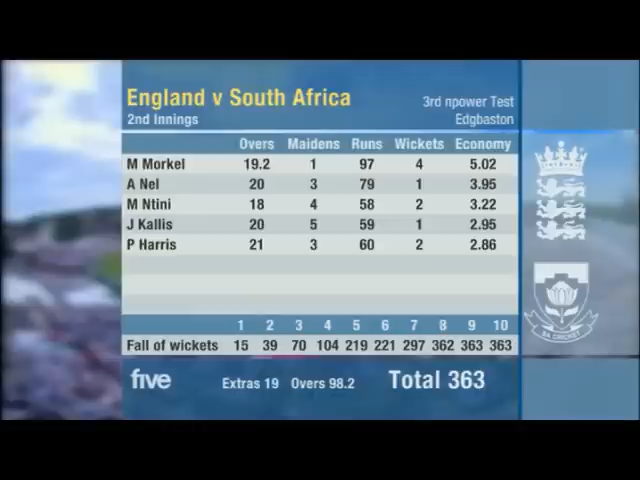 England v South Africa
3rd npower Test
2nd Innings
Edgbaston
Overs Maidens Runs Wickets Economy
M Morkel 19.2 1 97 4 5.02
A Nel 20 3 79 1 3.95
M Ntini 18 4 58 2 3.22
J Kallis 20 5 59 1 2.95
P Harris 21 3 60 2 2.86
1 2 3 4 5 6 7 8 9 10
Fall of wickets 15 39 70 104 219 221 297 362 363 363
five Extras 19 Overs 98.2 Total 363
SA CRICKET